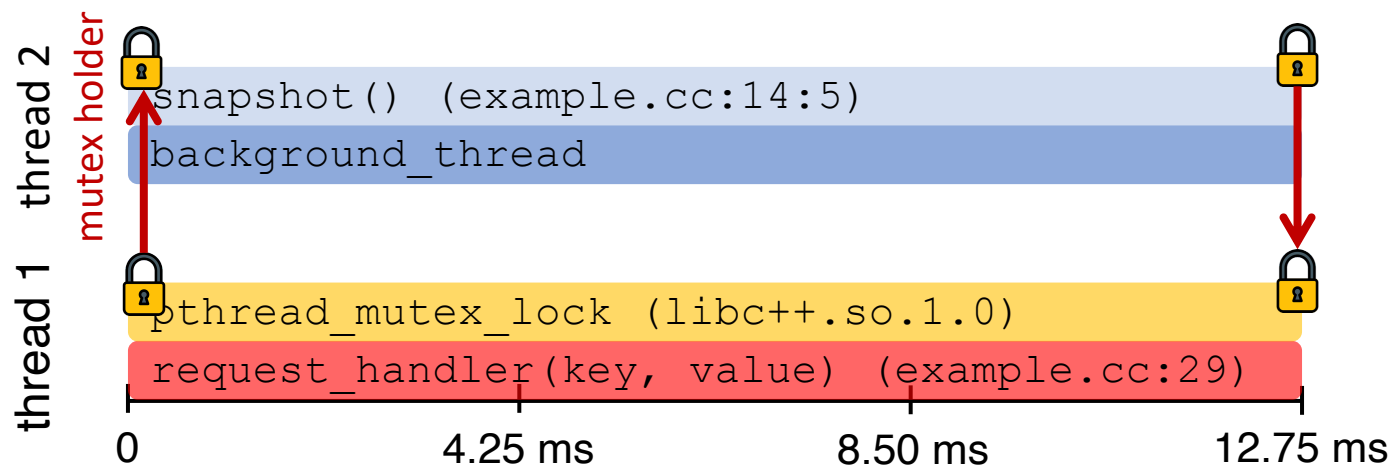 thread 2
mutex holder
snapshot() (example.cc:14:5)
background_thread
thread 1
pthread_mutex_lock (libc++.so.1.0)
request_handler(key, value) (example.cc:29)
0
4.25 ms
8.50 ms
12.75 ms